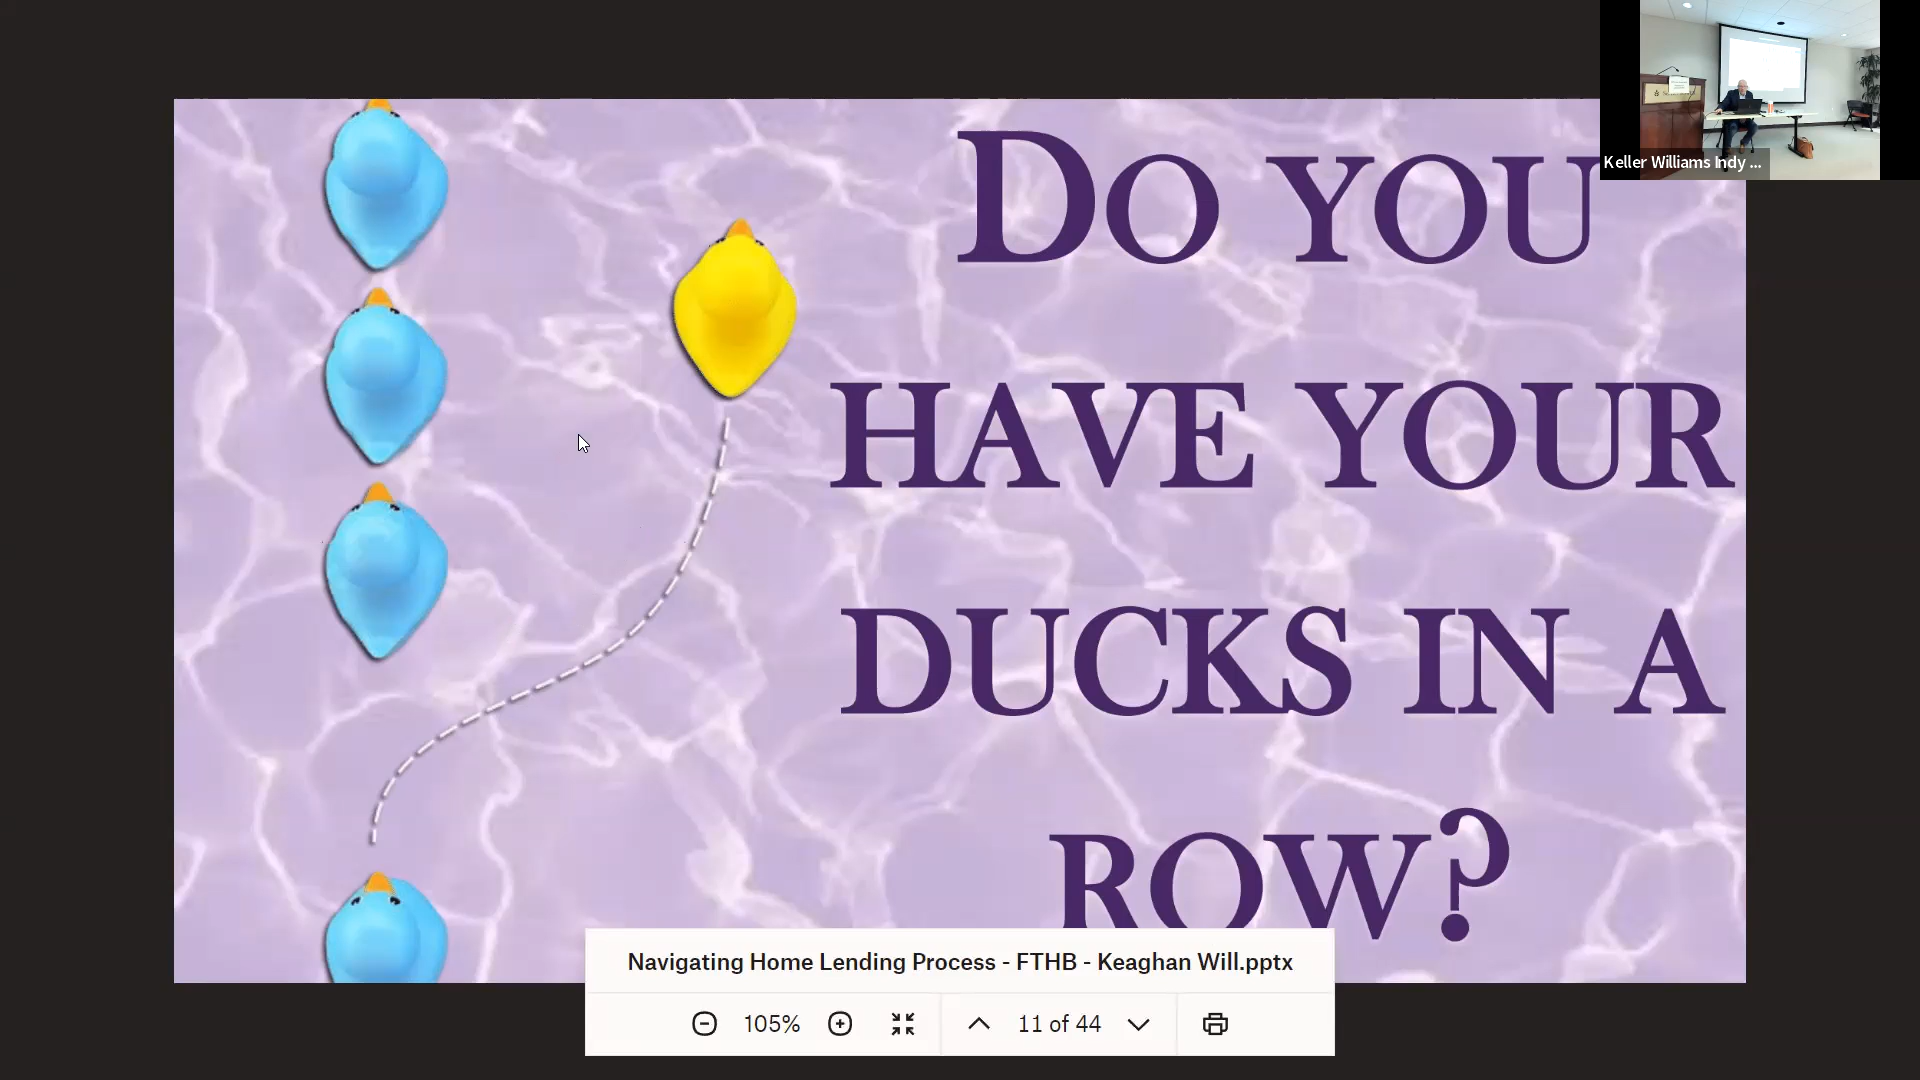 Do you
have your
ducks in a
row?
Keller Williams Indy ...
Navigating Home Lending Process - FTHB - Keaghan Will.pptx
105%
11 of 44